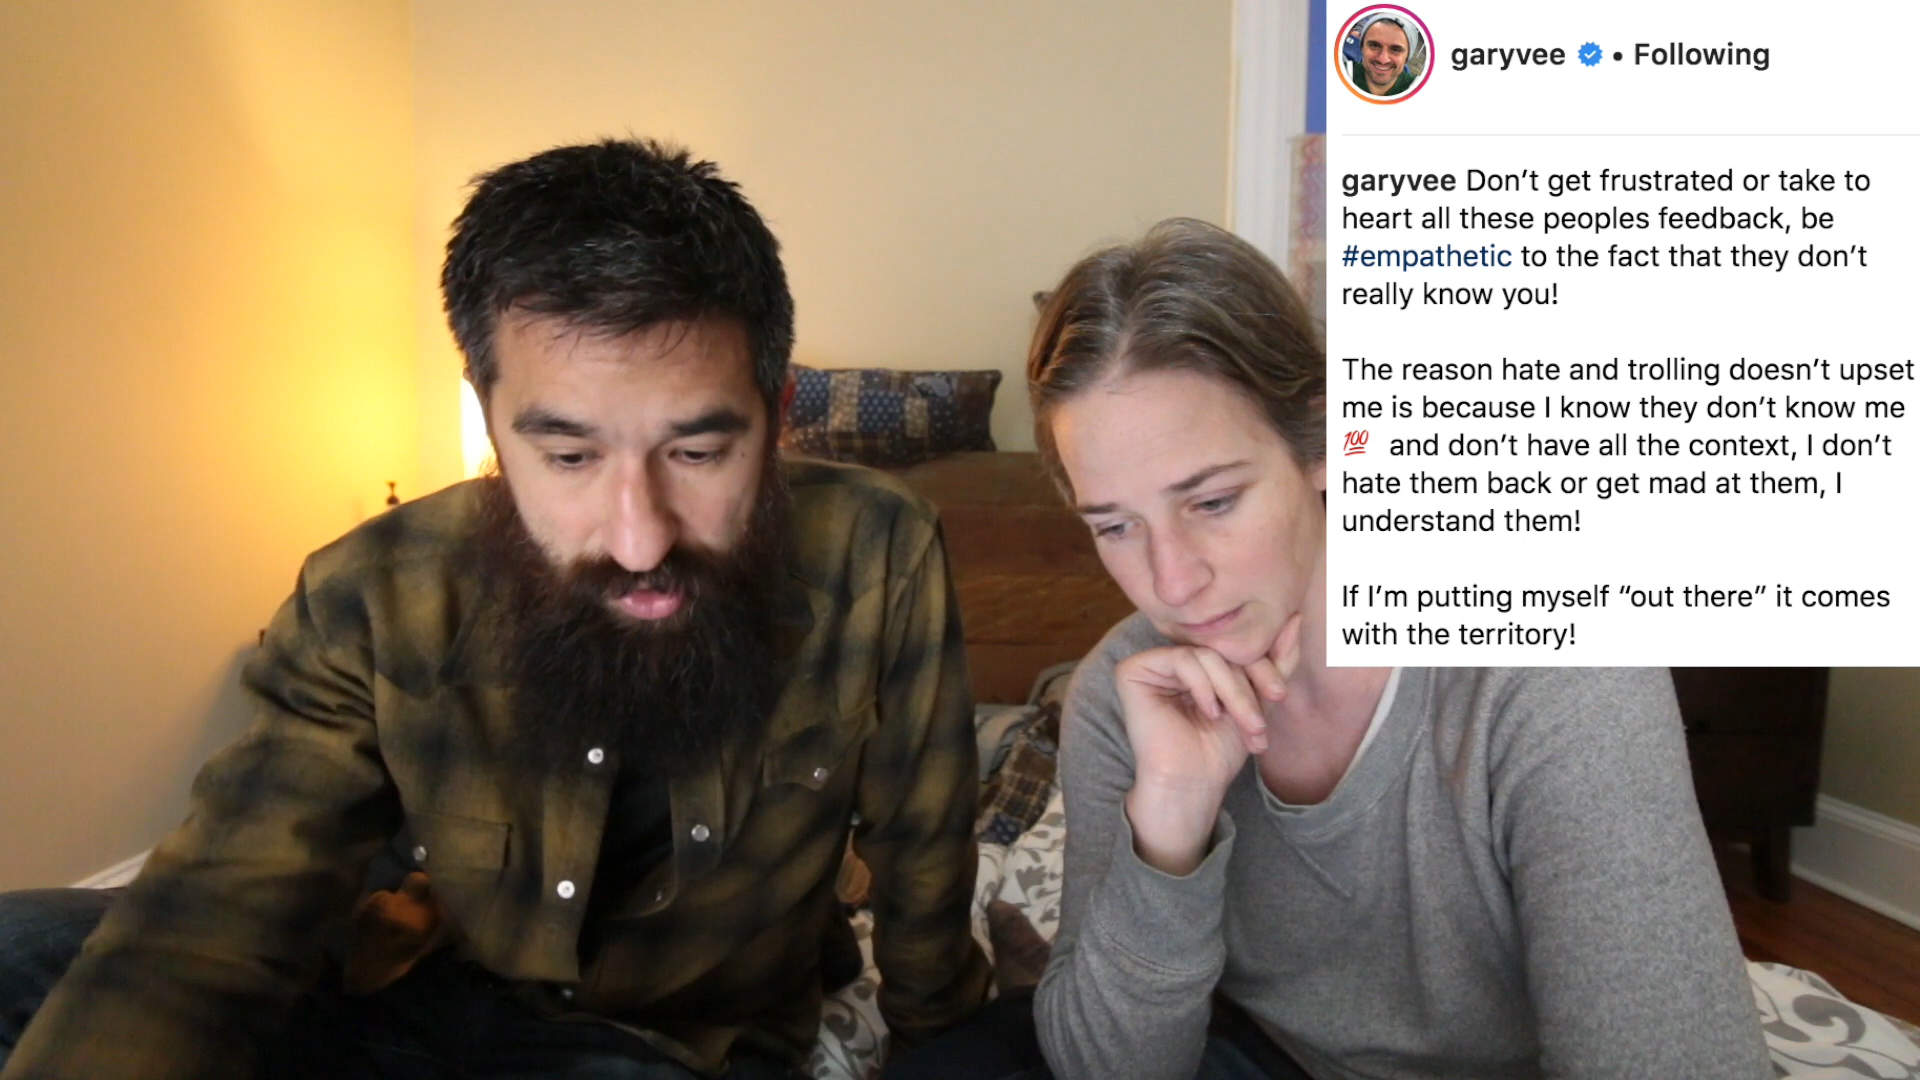 garyvee • Following
garyvee Don’t get frustrated or take to
heart all these peoples feedback, be
#empathetic to the fact that they don’t
really know you!
The reason hate and trolling doesn’t upset
me is because I know they don’t know me
💯 and don’t have all the context, I don’t
hate them back or get mad at them, I
understand them!
If I’m putting myself “out there” it comes
with the territory!